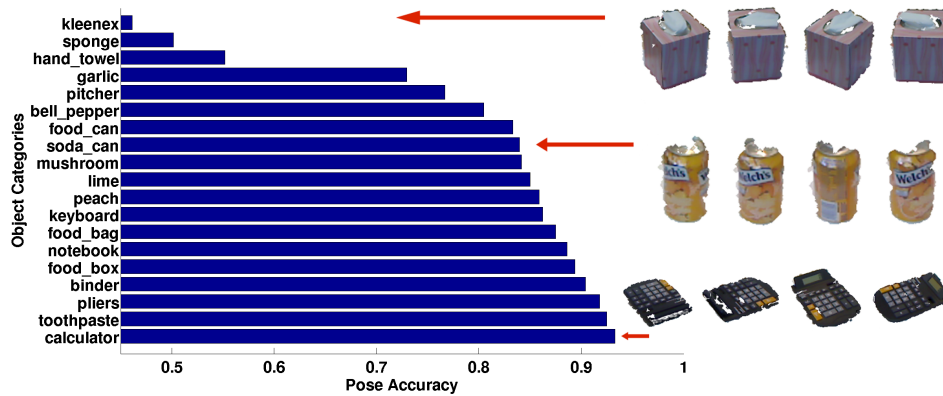 kleenex
sponge
hand_towel
garlic
pitcher
bell_pepper
food_can
soda_can
mushroom
lime
peach
keyboard
food_bag
notebook
food_box
binder
pliers
toothpaste
calculator
Object Categories
0.5 0.6 0.7 0.8 0.9 1
Pose Accuracy
Welch's